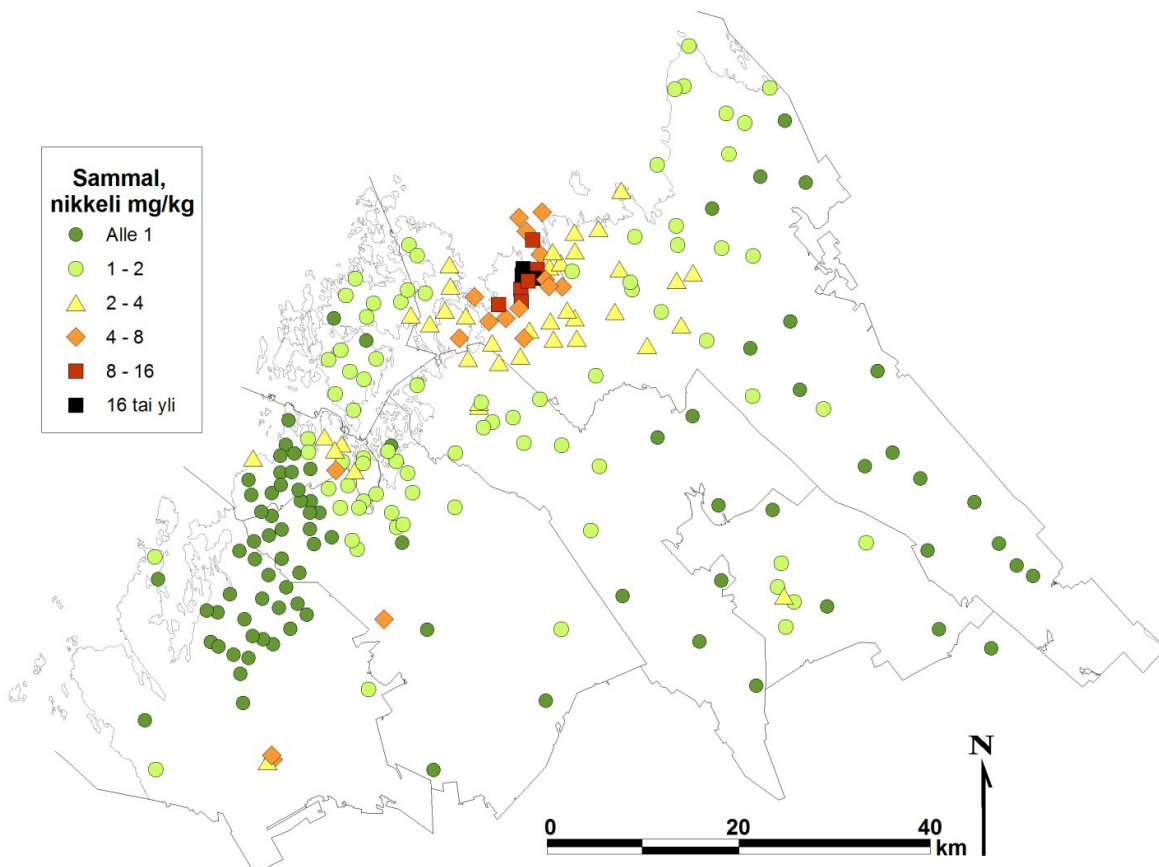 Sammal,
nikkeli mg/kg
Alle 1
1 - 2
2 - 4
4 - 8
8 - 16
16 tai yli
N
0 20 40
km